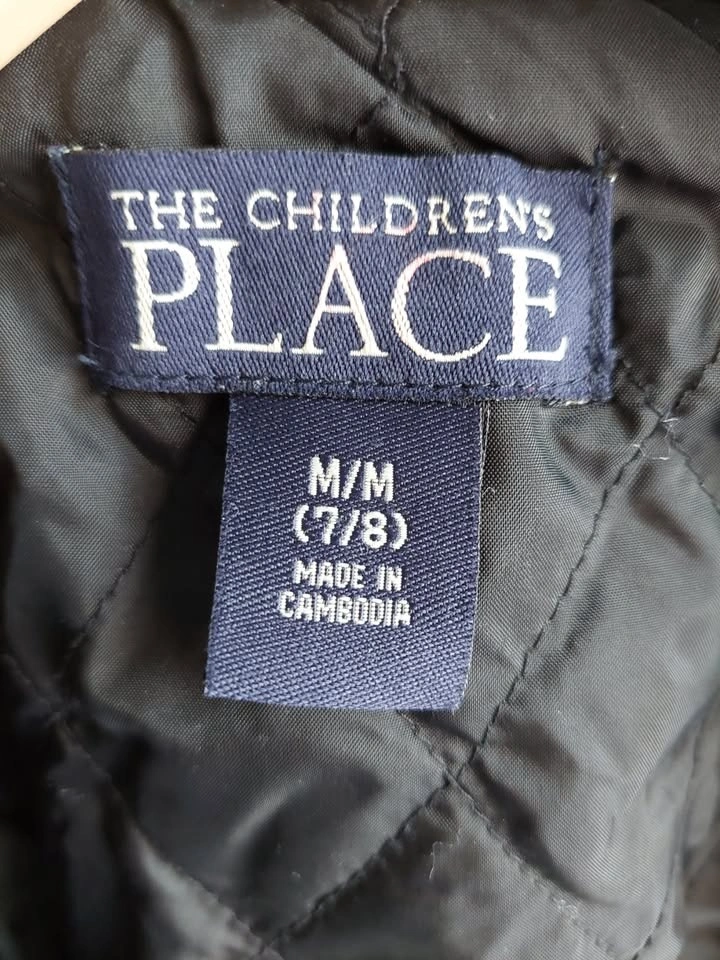 THE CHILDREN'S
PLACE
M/M
(7/8)
MADE IN
CAMBODIA